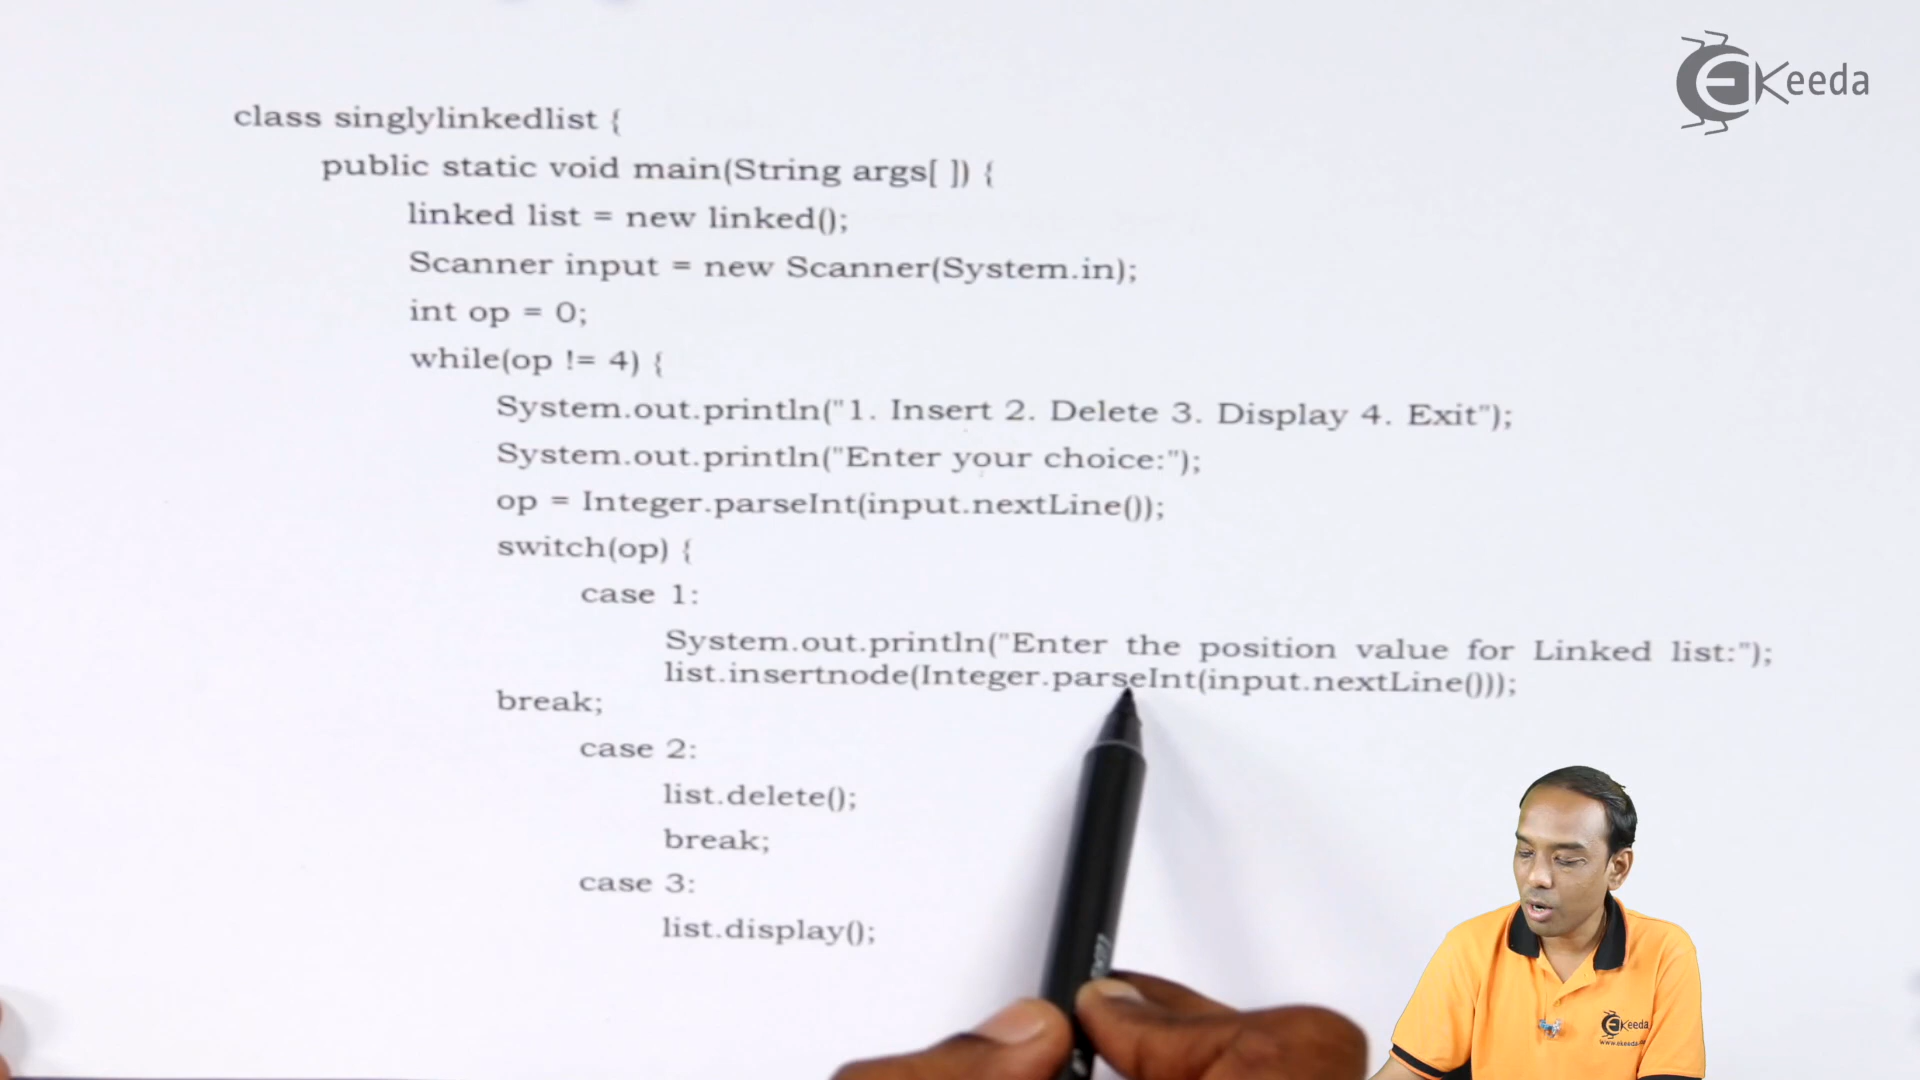 EKeeda
class singlylinkedlist {
public static void main(String args[ ]) {
linked list = new linked();
Scanner input = new Scanner(System.in);
int op = 0;
while(op != 4) {
System.out.println("1. Insert 2. Delete 3. Display 4. Exit");
System.out.println("Enter your choice:");
op = Integer.parseInt(input.nextLine());
switch(op) {
case 1:
System.out.println("Enter the position value for Linked list:");
list.insertnode(Integer.parseInt(input.nextLine()));
break;
case 2:
list.delete();
break;
case 3:
list.display();
EKeeda